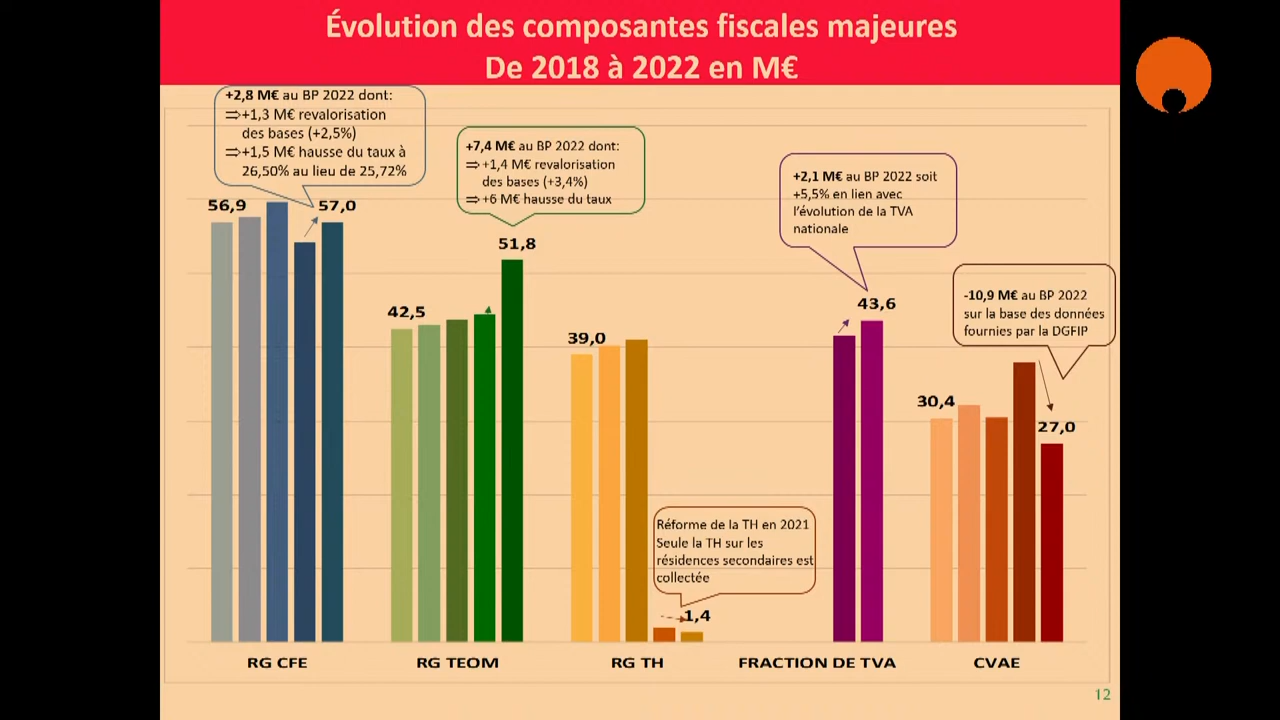 Évolution des composantes fiscales majeures
De 2018 à 2022 en M€
+2,8 M€ au BP 2022 dont:
⇒+1,3 M€ revalorisation
des bases (+2,5%)
⇒+1,5 M€ hausse du taux à
26,50% au lieu de 25,72%
+7,4 M€ au BP 2022 dont:
⇒ +1,4 M€ revalorisation
des bases (+3,4%)
⇒ +6 M€ hausse du taux
+2,1 M€ au BP 2022 soit
+5,5% en lien avec
l'évolution de la TVA
nationale
-10,9 M€ au BP 2022
sur la base des données
fournies par la DGFIP
56,9
57,0
42,5
51,8
39,0
43,6
30,4
27,0
Réforme de la TH en 2021
Seule la TH sur les
résidences secondaires est
collectée
1,4
RG CFE
RG TEOM
RG TH
FRACTION DE TVA
CVAE
12